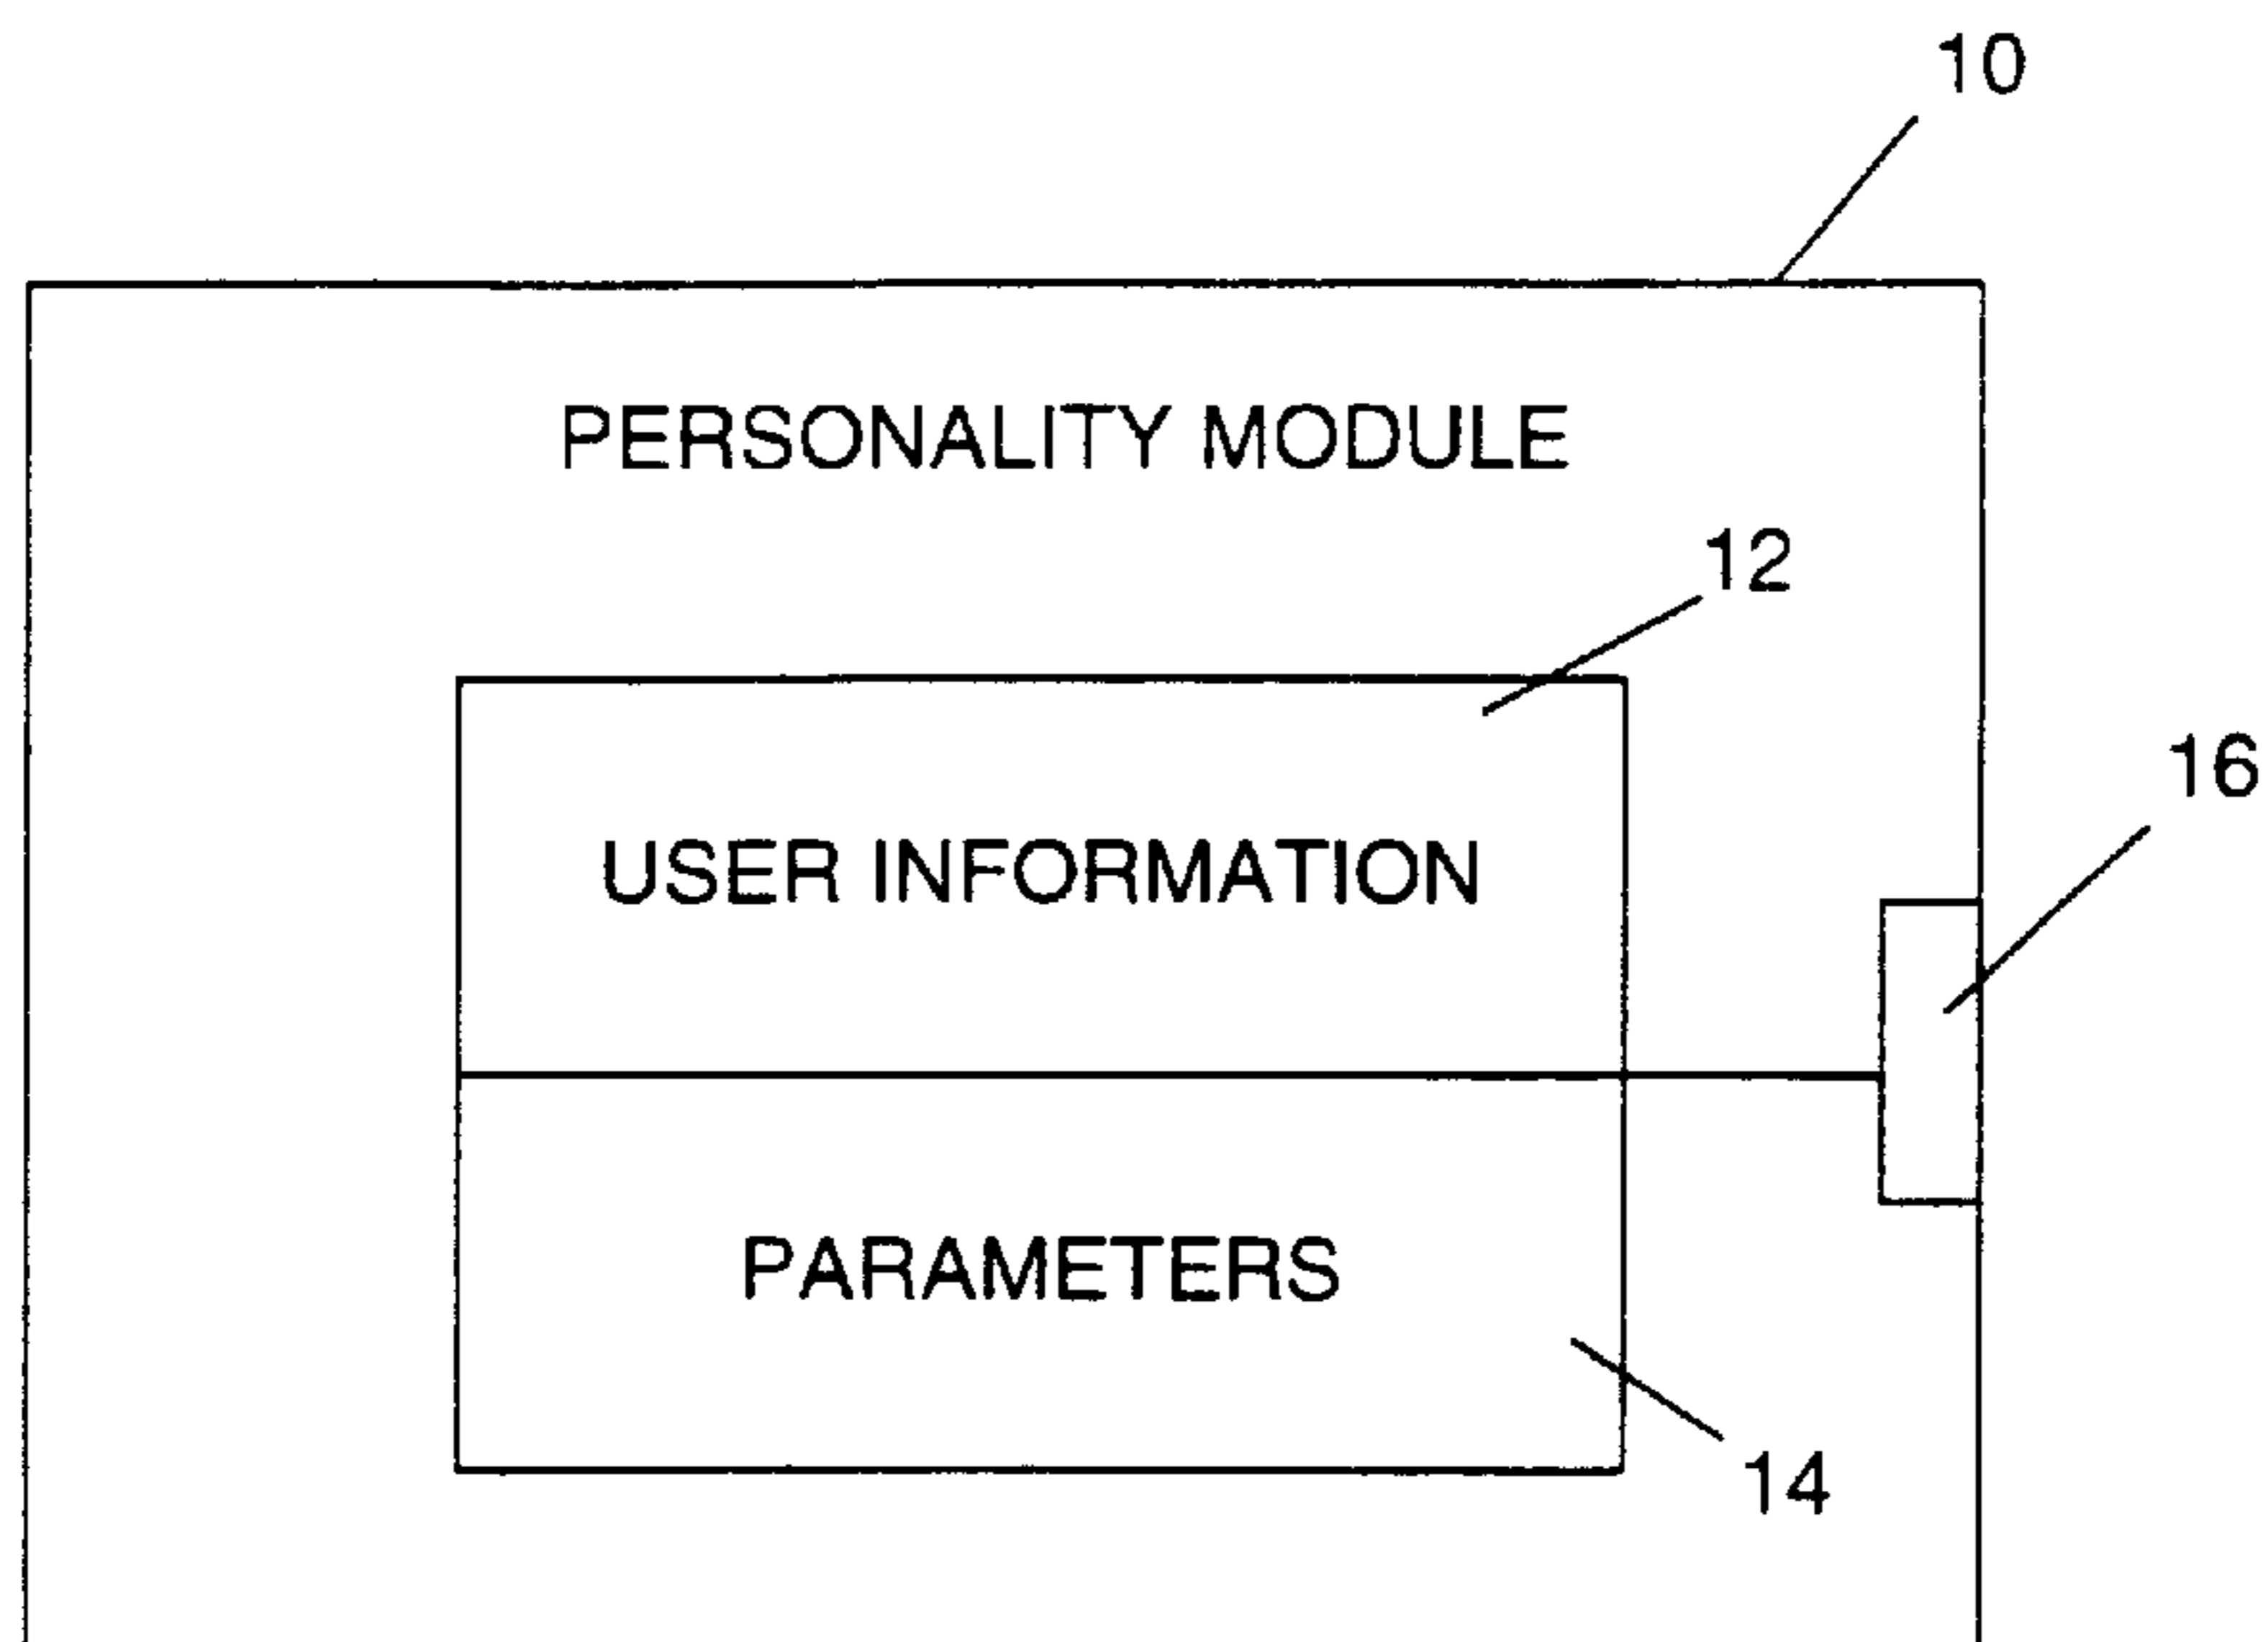 10
PERSONALITY MODULE
12
16
USER INFORMATION
PARAMETERS
14